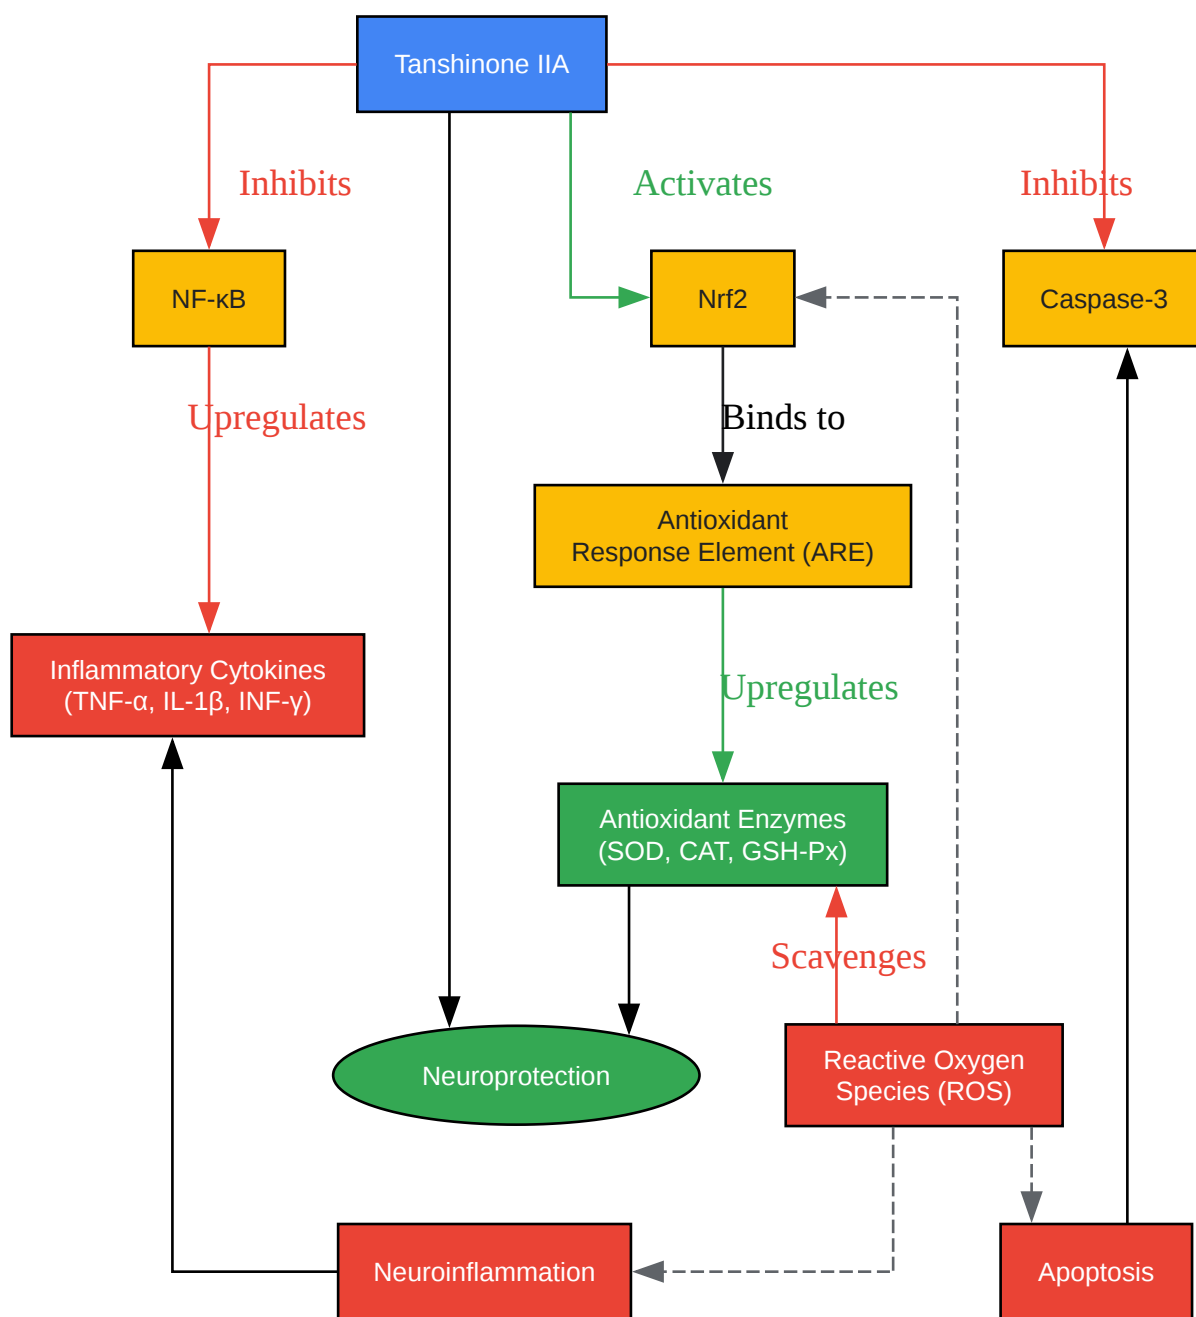 Tanshinone IIA
Inhibits
Activates
Inhibits
NF-κB
Nrf2
Caspase-3
Upregulates
Binds to
Antioxidant
Response Element (ARE)
Inflammatory Cytokines
(TNF-α, IL-1β, INF-γ)
Upregulates
Antioxidant Enzymes
(SOD, CAT, GSH-Px)
Scavenges
Neuroprotection
Reactive Oxygen
Species (ROS)
Neuroinflammation
Apoptosis